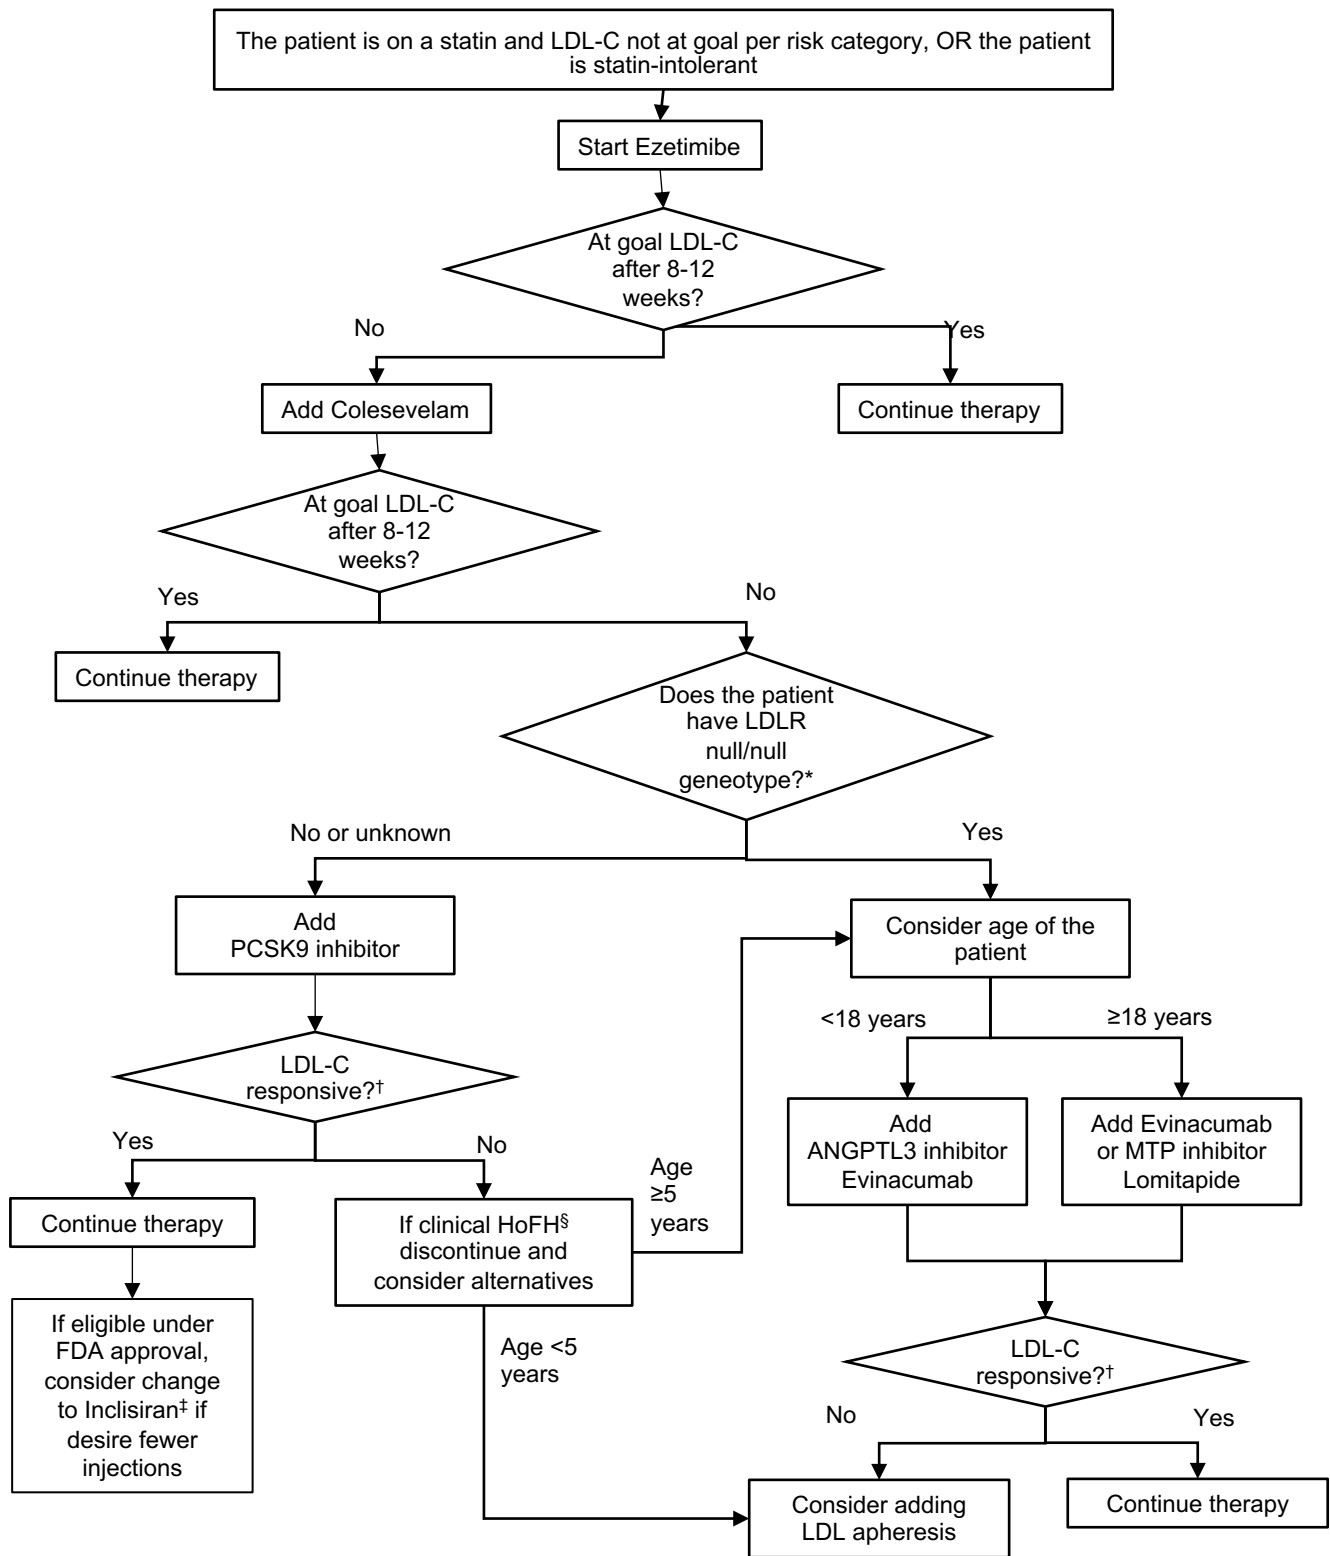 The patient is on a statin and LDL-C not at goal per risk category, OR the patient
is statin-intolerant
Start Ezetimibe
At goal LDL-C
after 8-12
weeks?
No
Yes
Add Colesevelam
Continue therapy
At goal LDL-C
after 8-12
weeks?
Yes
No
Continue therapy
Does the patient
have LDLR
null/null
geneotype?*
No or unknown
Yes
Add
PCSK9 inhibitor
Consider age of the
patient
<18 years
≥18 years
LDL-C
responsive?†
Add
ANGPTL3 inhibitor
Evinacumab
Add Evinacumab
or MTP inhibitor
Lomitapide
Yes
No
Age
≥5
years
Continue therapy
If clinical HoFH§
discontinue and
consider alternatives
If eligible under
FDA approval,
consider change
to Inclisiran‡ if
desire fewer
injections
Age <5
years
LDL-C
responsive?†
No
Yes
Consider adding
LDL apheresis
Continue therapy